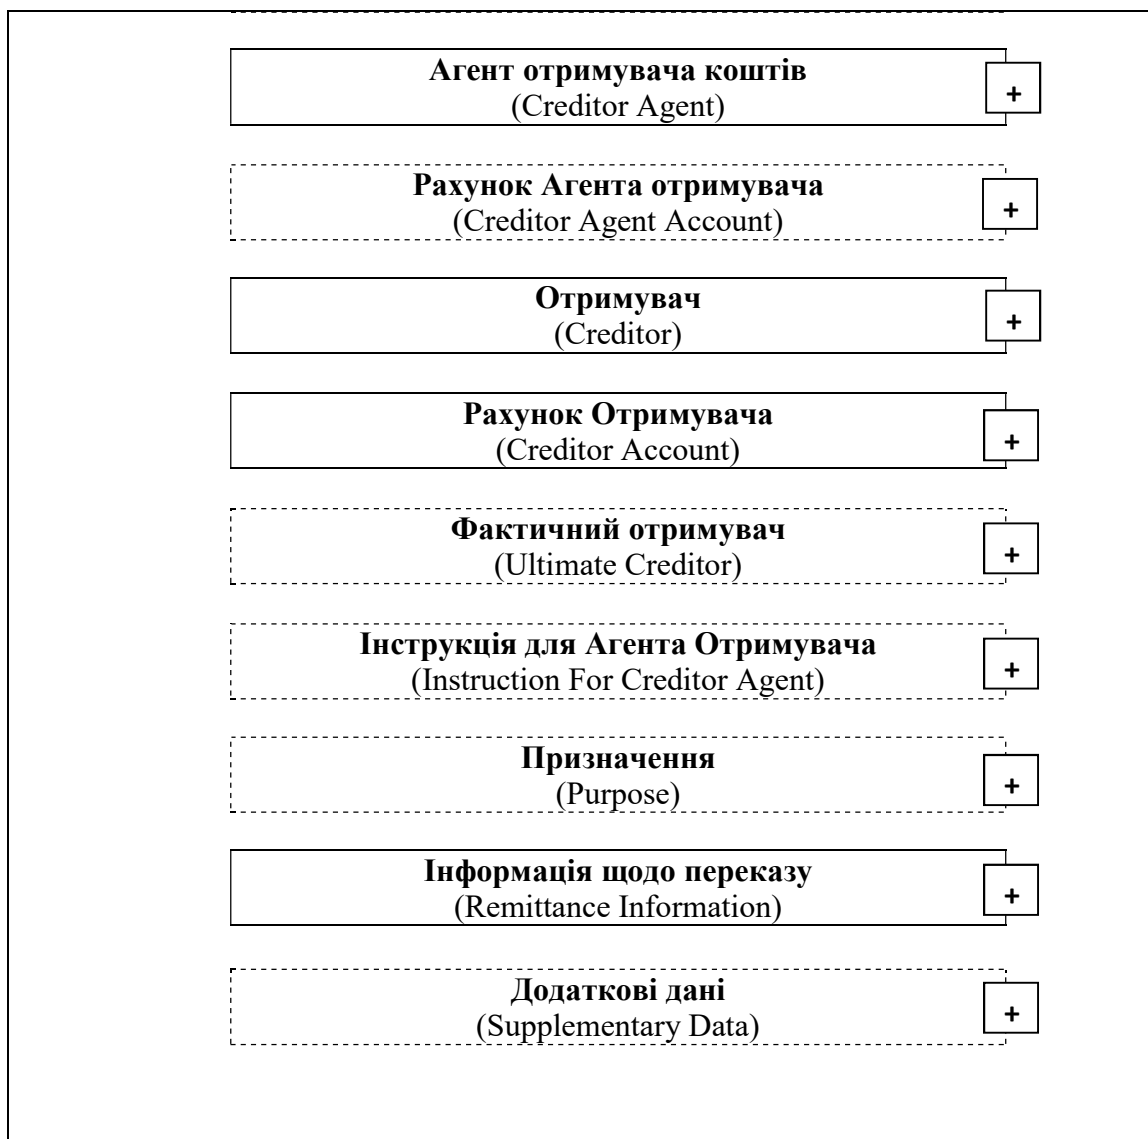 Агент отримувача коштів
(Creditor Agent)
+
Рахунок Агента отримувача
(Creditor Agent Account)
+
Отримувач
(Creditor)
+
Рахунок Отримувача
(Creditor Account)
+
Фактичний отримувач
(Ultimate Creditor)
+
Інструкція для Агента Отримувача
(Instruction For Creditor Agent)
+
Призначення
(Purpose)
+
Інформація щодо переказу
(Remittance Information)
+
Додаткові дані
(Supplementary Data)
+